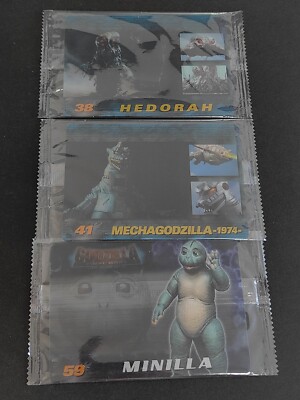 38 HEDORAH
41 MECHAGODZILLA -1974-
59 MINILLA